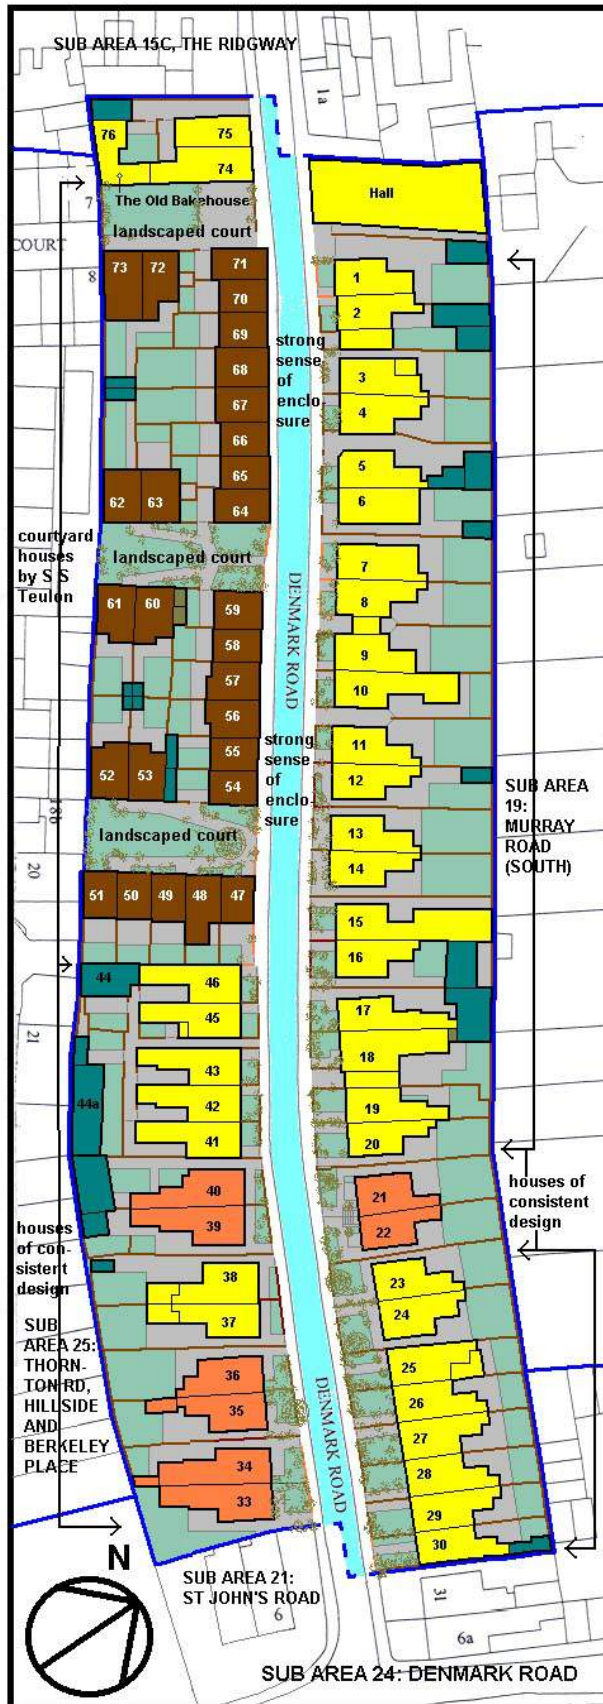 SUB AREA 15C, THE RIDGWAY
1a
76
75
74
The Old Bakehouse
7
landscaped court
Hall
COURT
8
73
72
71
70
69
68
67
66
65
64
62
63
strong
sense
of
enclo-
sure
1
2
3
4
5
6
courtyard
houses
by S S
Teulon
landscaped court
DENMARK ROAD
61
60
59
58
57
56
55
54
52
53
7
8
9
10
11
12
strong
sense
of
enclo-
sure
SUB AREA
19:
MURRAY
ROAD
(SOUTH)
18b
20
landscaped court
13
14
51
50
49
48
47
15
16
44
46
45
21
17
18
43
42
41
44a
19
20
houses of
consistent
design
40
39
21
22
houses
of con-
sistent
design
38
37
23
24
SUB
AREA 25:
THORN-
TON RD,
HILLSIDE
AND
BERKELEY
PLACE
36
35
34
33
DENMARK ROAD
25
26
27
28
29
30
N
SUB AREA 21:
ST JOHN'S ROAD
6
31
6a
SUB AREA 24: DENMARK ROAD